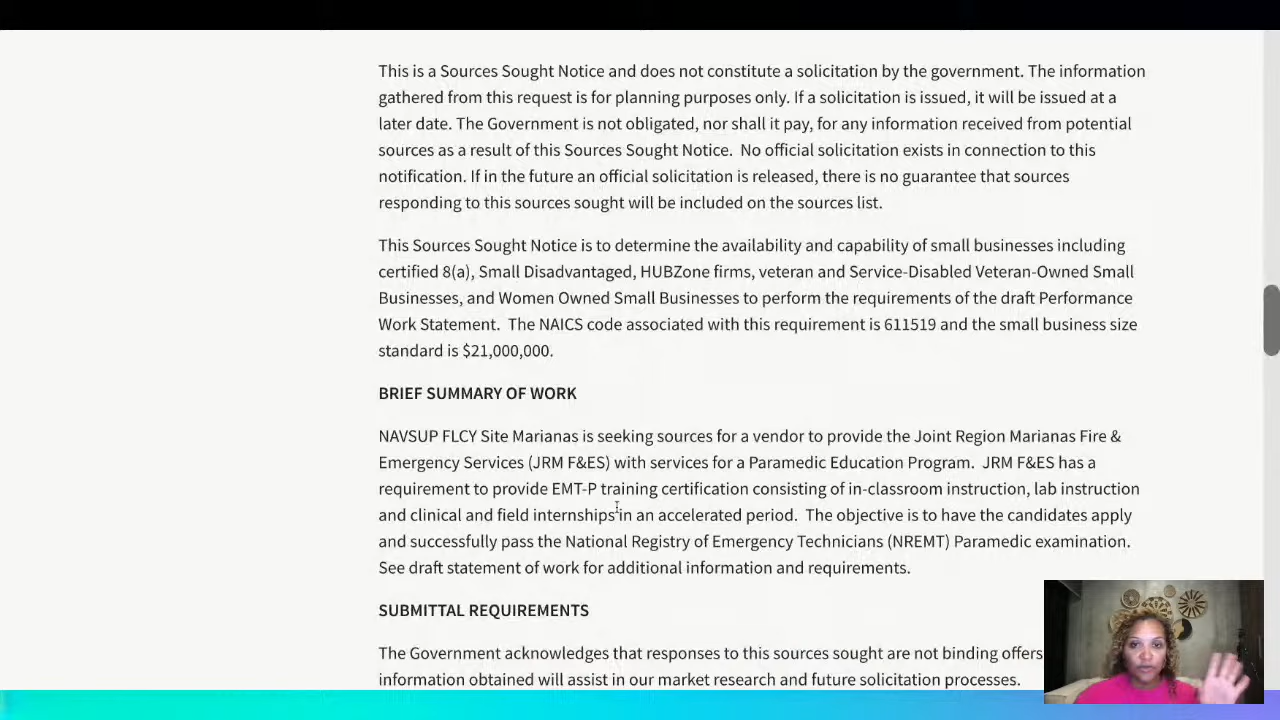 This is a Sources Sought Notice and does not constitute a solicitation by the government. The information
gathered from this request is for planning purposes only. If a solicitation is issued, it will be issued at a
later date. The Government is not obligated, nor shall it pay, for any information received from potential
sources as a result of this Sources Sought Notice.  No official solicitation exists in connection to this
notification. If in the future an official solicitation is released, there is no guarantee that sources
responding to this sources sought will be included on the sources list.
This Sources Sought Notice is to determine the availability and capability of small businesses including
certified 8(a), Small Disadvantaged, HUBZone firms, veteran and Service-Disabled Veteran-Owned Small
Businesses, and Women Owned Small Businesses to perform the requirements of the draft Performance
Work Statement.  The NAICS code associated with this requirement is 611519 and the small business size
standard is $21,000,000.
BRIEF SUMMARY OF WORK
NAVSUP FLCY Site Marianas is seeking sources for a vendor to provide the Joint Region Marianas Fire &
Emergency Services (JRM F&ES) with services for a Paramedic Education Program.  JRM F&ES has a
requirement to provide EMT-P training certification consisting of in-classroom instruction, lab instruction
and clinical and field internships in an accelerated period.  The objective is to have the candidates apply
and successfully pass the National Registry of Emergency Technicians (NREMT) Paramedic examination.
See draft statement of work for additional information and requirements.
SUBMITTAL REQUIREMENTS
The Government acknowledges that responses to this sources sought are not binding offers
information obtained will assist in our market research and future solicitation processes.